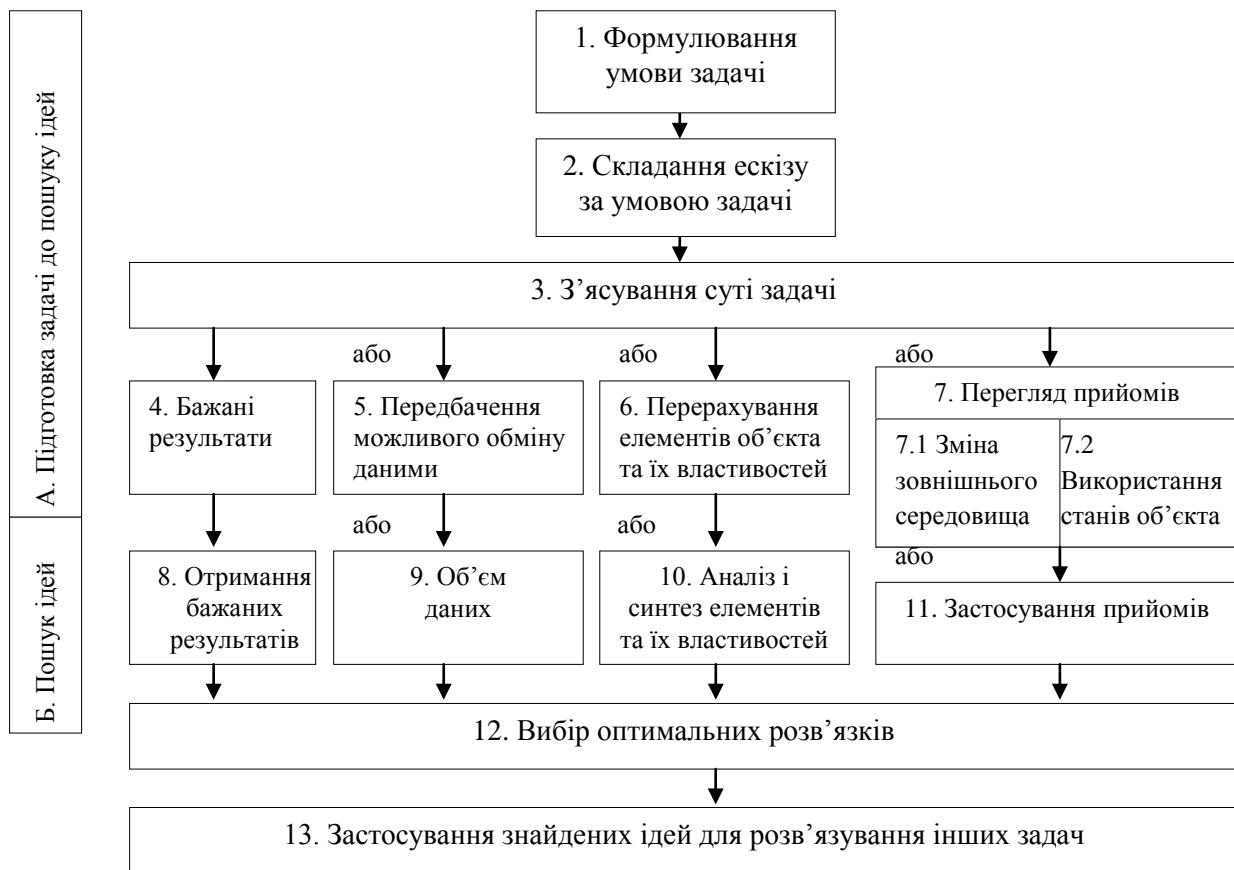 А. Підготовка задачі до пошуку ідей
Б. Пошук ідей
1. Формулювання
умови задачі
2. Складання ескізу
за умовою задачі
3. З’ясування суті задачі
або
або
або
4. Бажані
результати
5. Передбачення
можливого обміну
даними
6. Перерахування
елементів об’єкта
та їх властивостей
7. Перегляд прийомів
7.1 Зміна
зовнішнього
середовища
7.2
Використання
станів об’єкта
або
або
або
8. Отримання
бажаних
результатів
9. Об’єм
даних
10. Аналіз і
синтез елементів
та їх властивостей
11. Застосування прийомів
12. Вибір оптимальних розв’язків
13. Застосування знайдених ідей для розв’язування інших задач